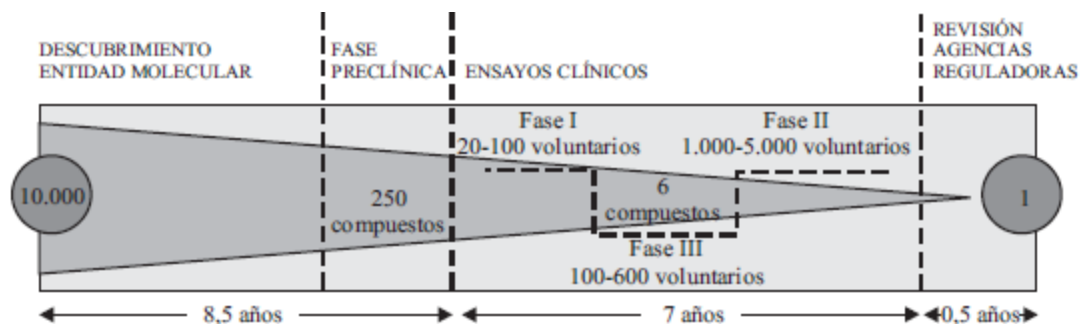 DESCUBRIMIENTO
ENTIDAD MOLECULAR
FASE
PRECLÍNICA
ENSAYOS CLÍNICOS
REVISIÓN
AGENCIAS
REGULADORAS
Fase I
20-100 voluntarios
Fase II
1.000-5.000 voluntarios
10.000
250
compuestos
6
compuestos
1
Fase III
100-600 voluntarios
8,5 años
7 años
0,5 años